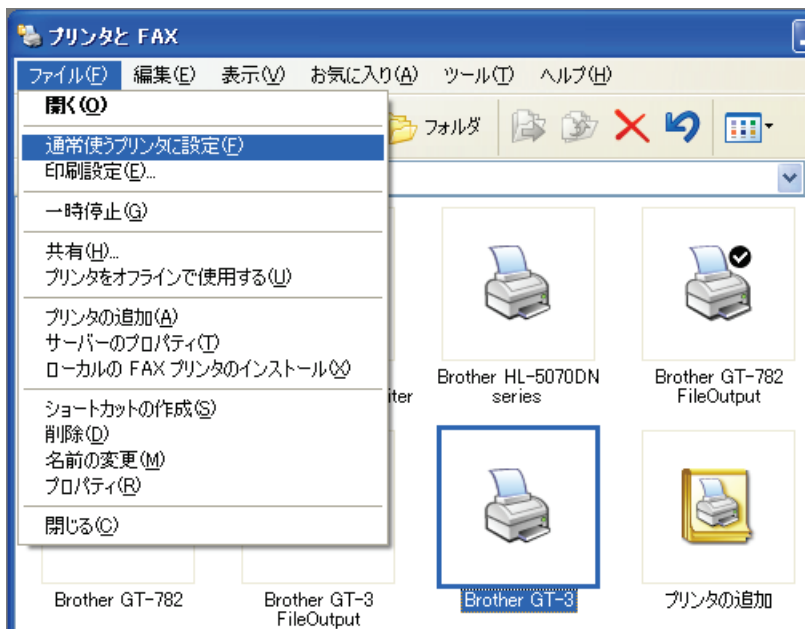 プリンタと FAX
ファイル(F) 編集(E) 表示(V) お気に入り(A) ツール(T) ヘルプ(H)
開く(O)
フォルダ
通常使うプリンタに設定(F)
印刷設定(E)...
一時停止(G)
共有(H)...
プリンタをオフラインで使用する(U)
プリンタの追加(A)
サーバーのプロパティ(T)
ローカルの FAX プリンタのインストール(X)
ショートカットの作成(S)
削除(D)
名前の変更(M)
プロパティ(R)
閉じる(C)
iter
Brother HL-5070DN
series
Brother GT-782
FileOutput
Brother GT-782
Brother GT-3
FileOutput
Brother GT-3
プリンタの追加